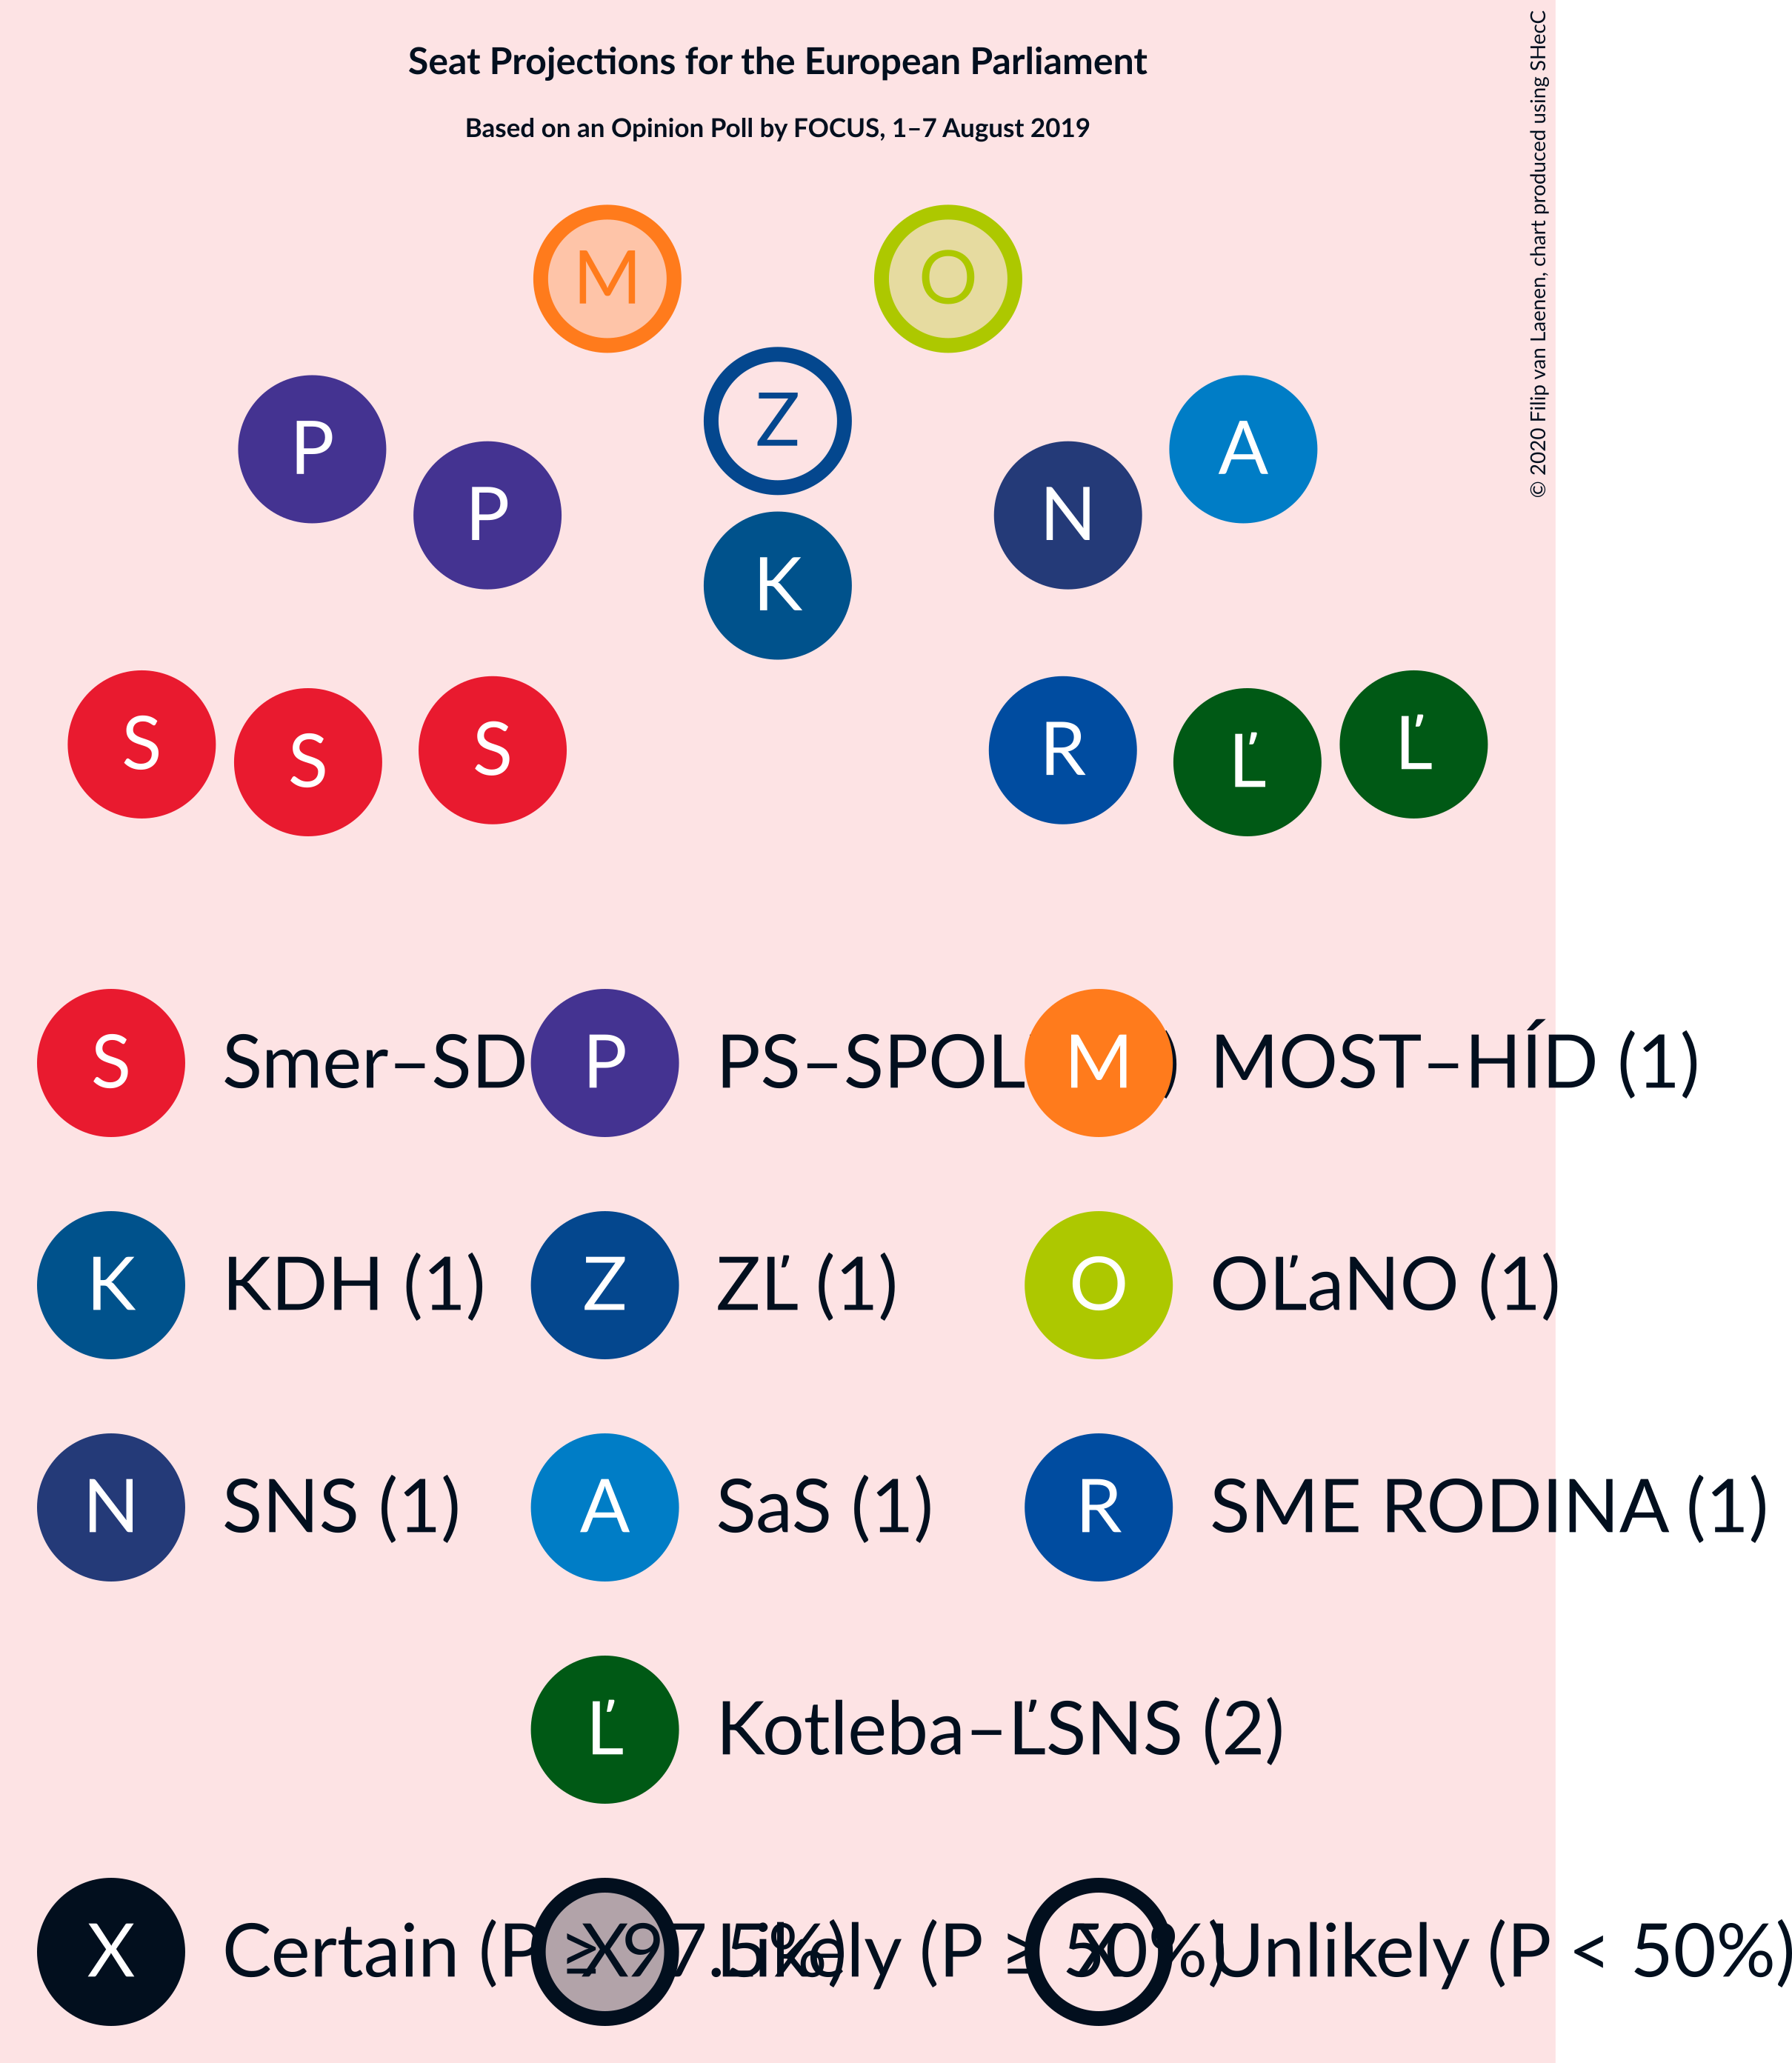 Seat Projections for the European Parliament
Based on an Opinion Poll by FOCUS, 1–7 August 2019
© 2020 Filip van Laenen, chart produced using SHecC
M O
Z
P A
P N
K
S S S R Ľ Ľ
S Smer–SD P PS–SPOL M ) MOST–HÍD (1)
K KDH (1) Z ZĽ (1) O OĽaNO (1)
N SNS (1) A SaS (1) R SME RODINA (1)
Ľ Kotleba–ĽSNS (2)
X Certain (P ≥ 97.5%) X Likely (P ≥ 50%) X Unlikely (P < 50%)